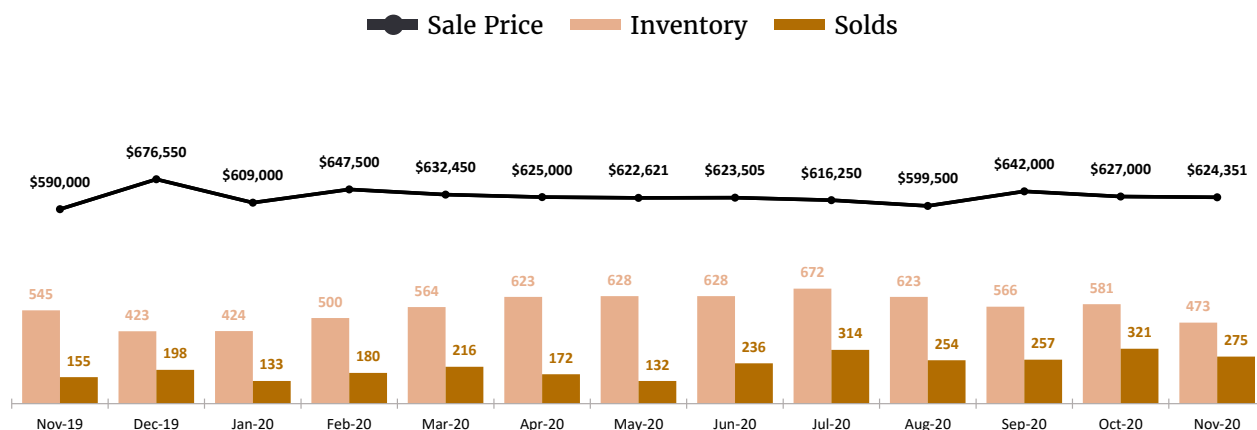 Sale Price Inventory Solds
$590,000 $676,550 $609,000 $647,500 $632,450 $625,000 $622,621 $623,505 $616,250 $599,500 $642,000 $627,000 $624,351
545 423 424 500 564 623 628 628 672 623 566 581 473
155 198 133 180 216 172 132 236 314 254 257 321 275
Nov-19 Dec-19 Jan-20 Feb-20 Mar-20 Apr-20 May-20 Jun-20 Jul-20 Aug-20 Sep-20 Oct-20 Nov-20